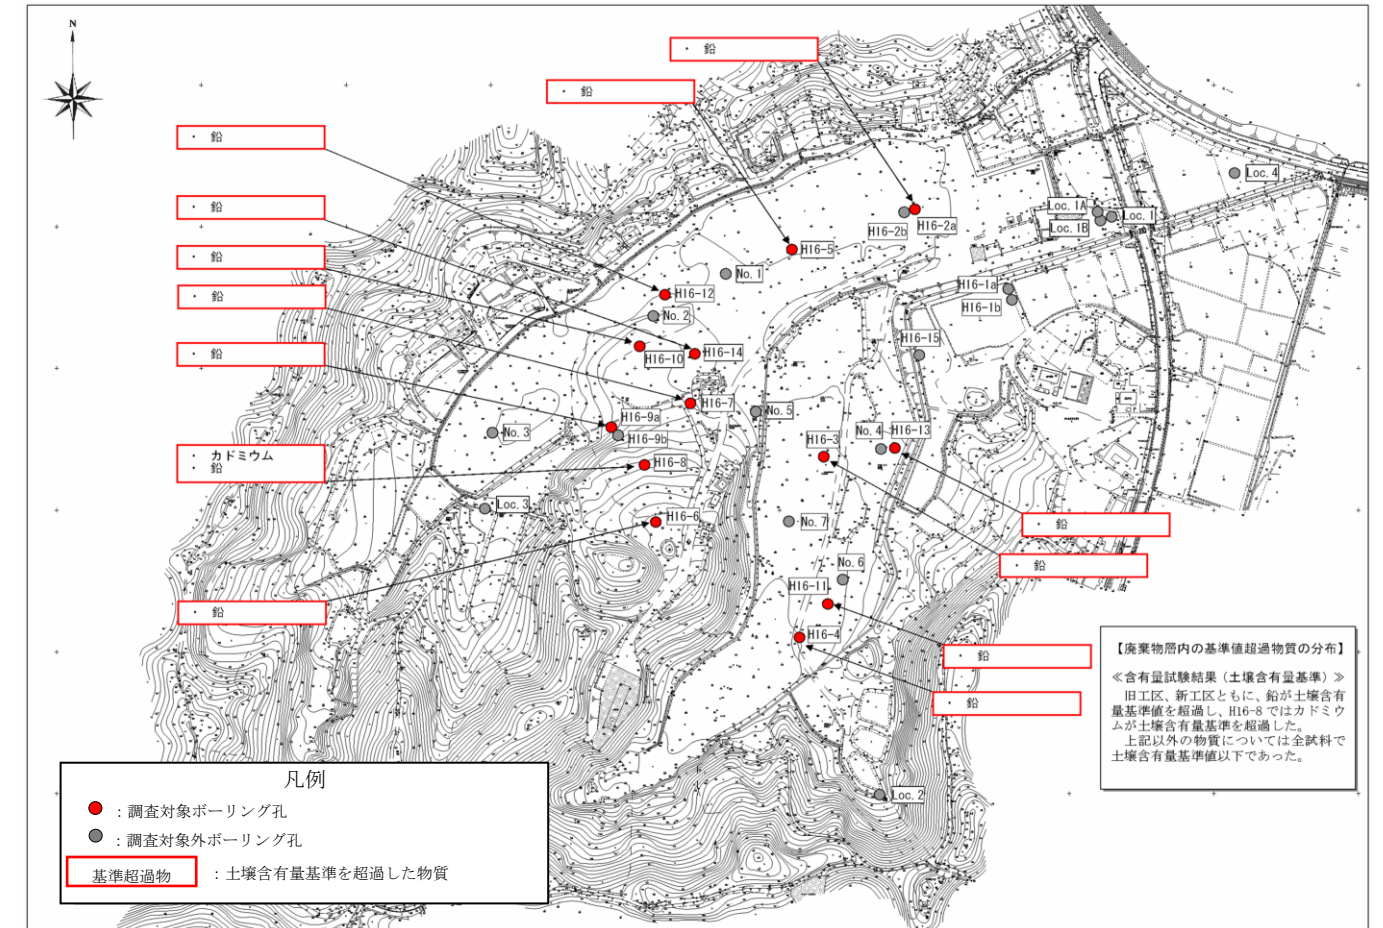 N
・ 鉛
・ 鉛
・ 鉛
・ 鉛
・ 鉛
・ 鉛
・ 鉛
・ カドミウム
・ 鉛
・ 鉛
・ 鉛
・ 鉛
・ 鉛
・ 鉛
Loc. 4
Loc. 1A
Loc. 1
Loc. 1B
H16-2b
H16-2a
H16-5
No. 1
H16-1a
H16-12
H16-1b
No. 2
H16-15
H16-10
H16-14
H16-7
No. 5
H16-9a
No. 3
H16-9b
No. 4
H16-13
H16-3
H16-8
Loc. 3
H16-6
No. 7
No. 6
H16-11
H16-4
Loc. 2
【廃棄物層内の基準値超過物質の分布】
≪含有量試験結果（土壌含有量基準）≫
旧工区、新工区ともに、鉛が土壌含有
量基準値を超過し、H16-8 ではカドミウ
ムが土壌含有量基準を超過した。
上記以外の物質については全試料で
土壌含有量基準値以下であった。
凡例
：調査対象ボーリング孔
：調査対象外ボーリング孔
基準超過物 ：土壌含有量基準を超過した物質